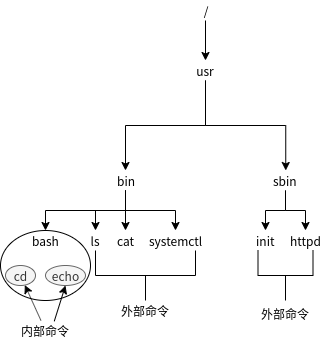 /
usr
bin
sbin
bash
ls
cat
systemctl
init
httpd
cd
echo
外部命令
外部命令
内部命令